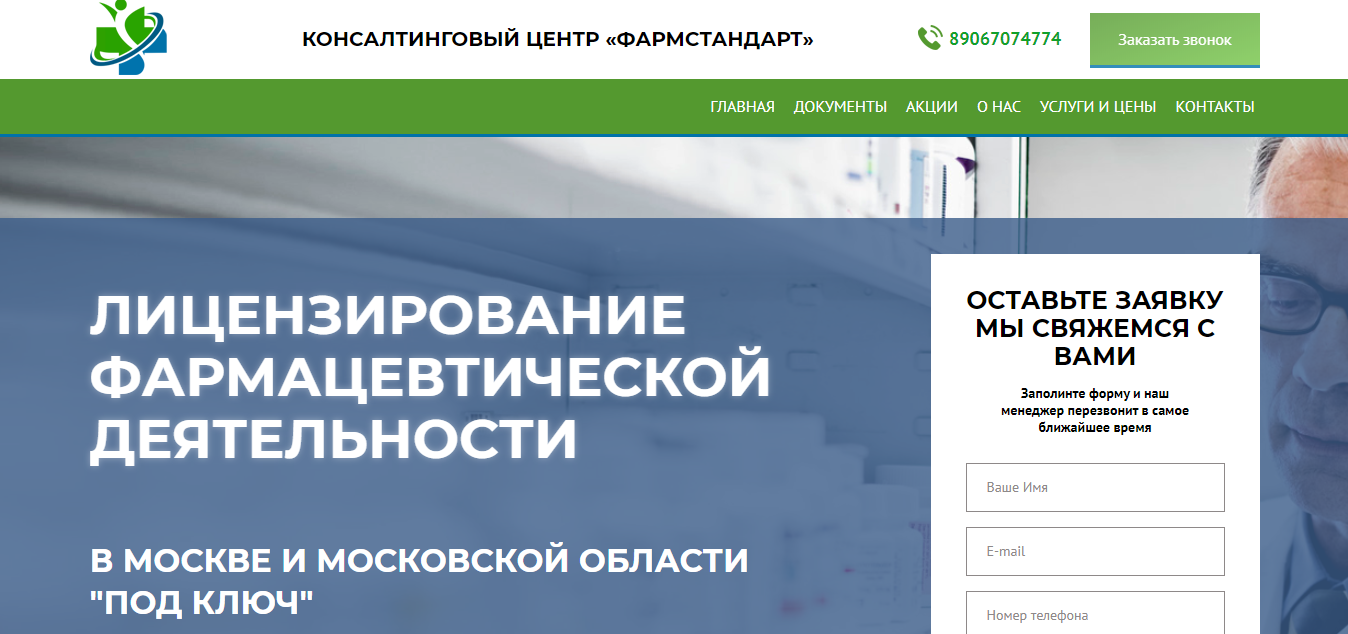 КОНСАЛТИНГОВЫЙ ЦЕНТР «ФАРМСТАНДАРТ»
89067074774
Заказать звонок
ГЛАВНАЯ ДОКУМЕНТЫ АКЦИИ О НАС УСЛУГИ И ЦЕНЫ КОНТАКТЫ
ЛИЦЕНЗИРОВАНИЕ
ФАРМАЦЕВТИЧЕСКОЙ
ДЕЯТЕЛЬНОСТИ
В МОСКВЕ И МОСКОВСКОЙ ОБЛАСТИ
"ПОД КЛЮЧ"
ОСТАВЬТЕ ЗАЯВКУ
МЫ СВЯЖЕМСЯ С
ВАМИ
Заполните форму и наш
менеджер перезвонит в самое
ближайшее время
Ваше Имя
E-mail
Номер телефона